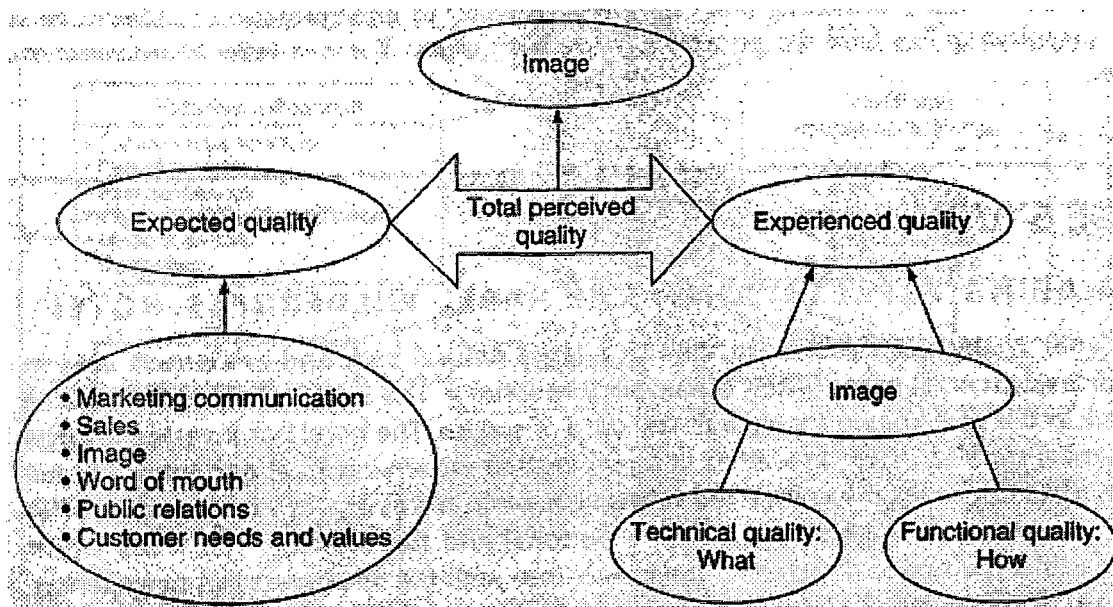 Image
Expected quality
Total perceived
quality
Experienced quality
• Marketing communication
• Sales
• Image
• Word of mouth
• Public relations
• Customer needs and values
Image
Technical quality:
What
Functional quality:
How